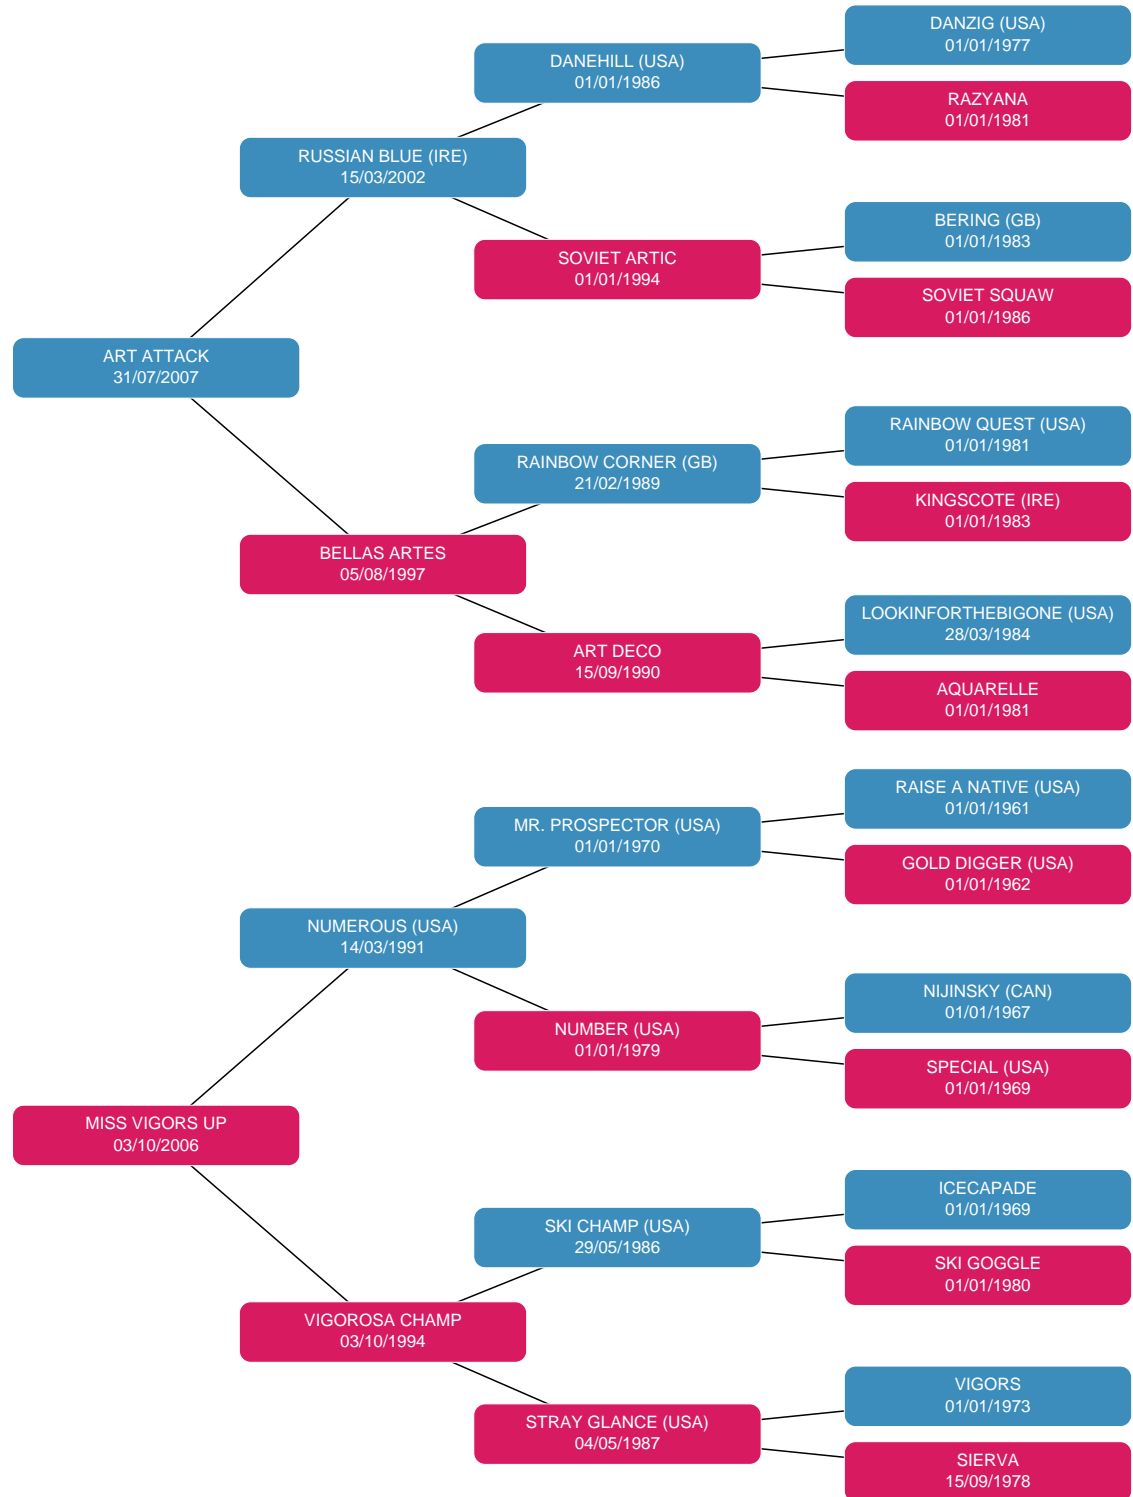 DANZIG (USA)
01/01/1977
DANEHILL (USA)
01/01/1986
RAZYANA
01/01/1981
RUSSIAN BLUE (IRE)
15/03/2002
BERING (GB)
01/01/1983
SOVIET ARTIC
01/01/1994
SOVIET SQUAW
01/01/1986
ART ATTACK
31/07/2007
RAINBOW QUEST (USA)
01/01/1981
RAINBOW CORNER (GB)
21/02/1989
KINGSCOTE (IRE)
01/01/1983
BELLAS ARTES
05/08/1997
LOOKINFORTHEBIGONE (USA)
28/03/1984
ART DECO
15/09/1990
AQUARELLE
01/01/1981
RAISE A NATIVE (USA)
01/01/1961
MR. PROSPECTOR (USA)
01/01/1970
GOLD DIGGER (USA)
01/01/1962
NUMEROUS (USA)
14/03/1991
NIJINSKY (CAN)
01/01/1967
NUMBER (USA)
01/01/1979
SPECIAL (USA)
01/01/1969
MISS VIGORS UP
03/10/2006
ICECAPADE
01/01/1969
SKI CHAMP (USA)
29/05/1986
SKI GOGGLE
01/01/1980
VIGOROSA CHAMP
03/10/1994
VIGORS
01/01/1973
STRAY GLANCE (USA)
04/05/1987
SIERVA
15/09/1978